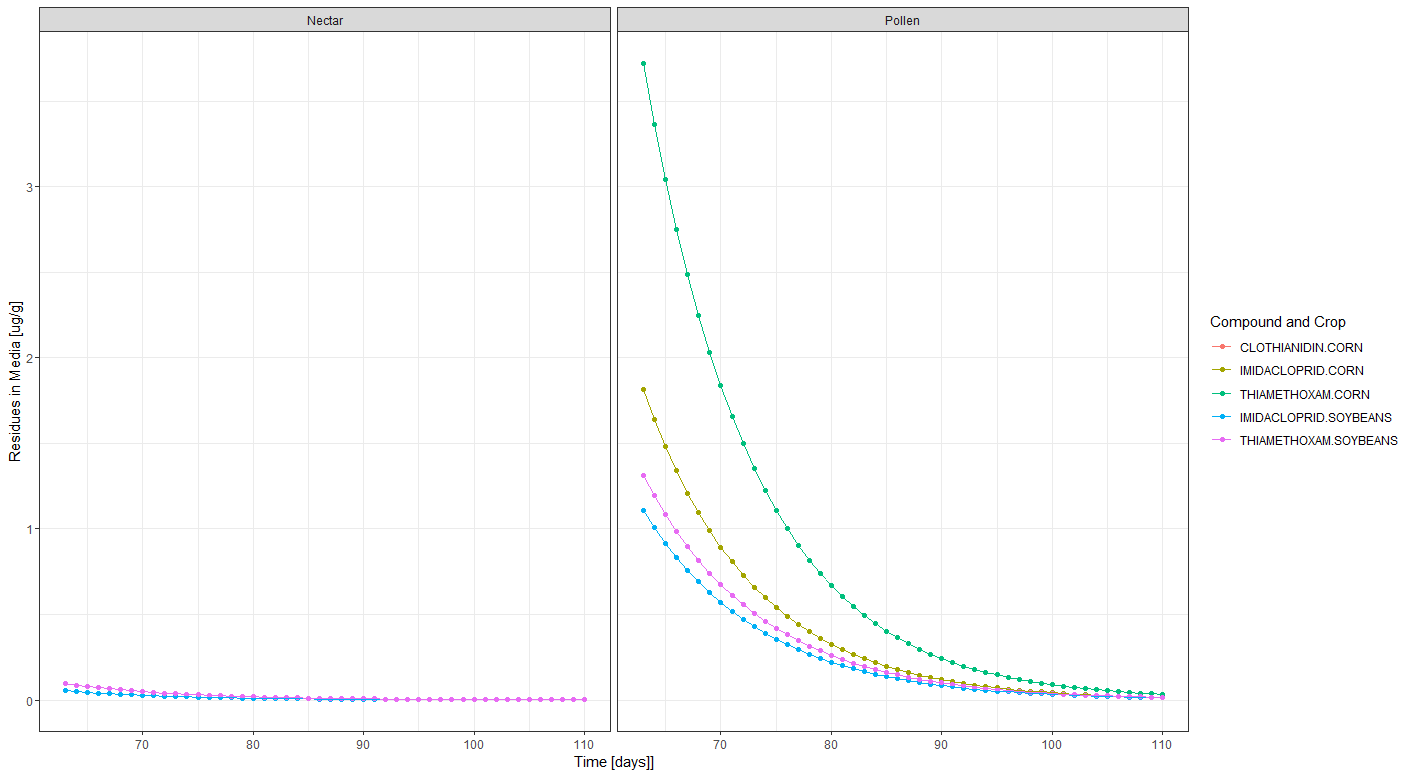 Nectar
Pollen
Residues in Media [ug/g]
3
2
1
0
70
80
90
100
110
70
80
90
100
110
Time [days]]
Compound and Crop
CLOTHIANIDIN.CORN
IMIDACLOPRID.CORN
THIAMETHOXAM.CORN
IMIDACLOPRID.SOYBEANS
THIAMETHOXAM.SOYBEANS